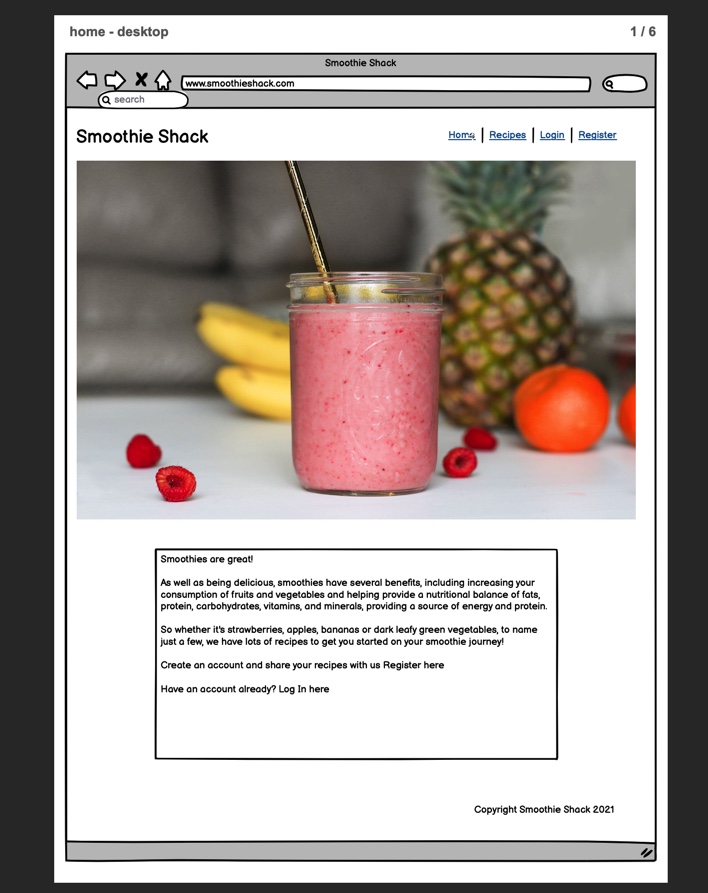 home - desktop
1 / 6
Smoothie Shack
www.smoothieshack.com
search
Smoothie Shack
Home | Recipes | Login | Register
Smoothies are great!
As well as being delicious, smoothies have several benefits, including increasing your
consumption of fruits and vegetables and helping provide a nutritional balance of fats,
protein, carbohydrates, vitamins, and minerals, providing a source of energy and protein.
So whether it's strawberries, apples, bananas or dark leafy green vegetables, to name
just a few, we have lots of recipes to get you started on your smoothie journey!
Create an account and share your recipes with us Register here
Have an account already? Log In here
Copyright Smoothie Shack 2021